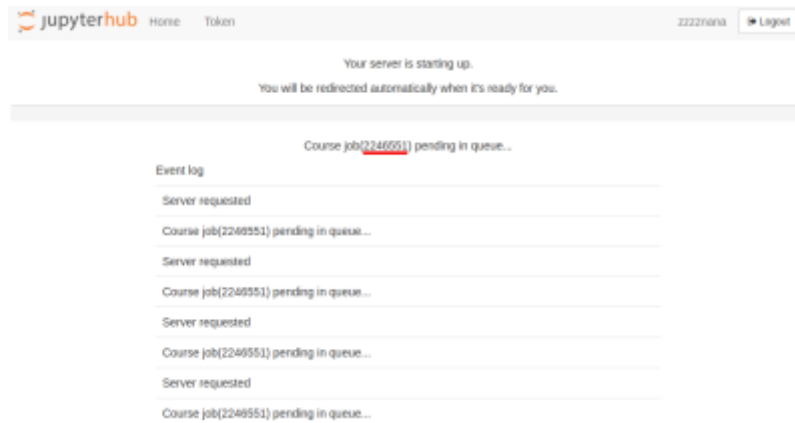 jupyterhub Home Token zzzznana Logout
Your server is starting up.
You will be redirected automatically when it's ready for you.
Course job(2246551) pending in queue...
Event log
Server requested
Course job(2246551) pending in queue...
Server requested
Course job(2246551) pending in queue...
Server requested
Course job(2246551) pending in queue...
Server requested
Course job(2246551) pending in queue...